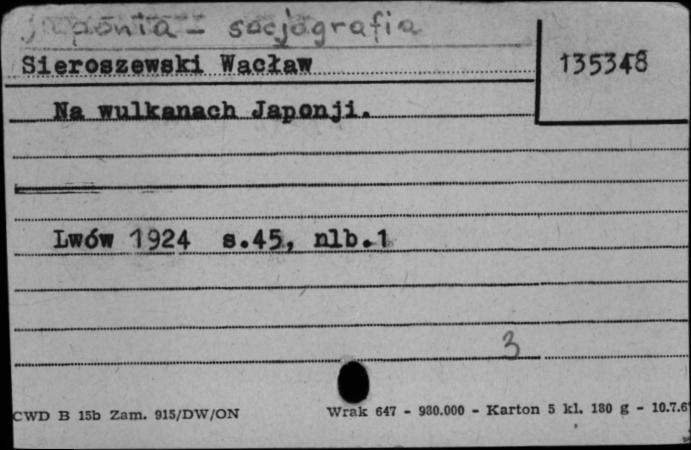 Japonia - socjografia
Sieroszewski Wacław
135348
Na wulkanach Japonji.
Lwów 1924 s.45, nlb.1
3
CWD B 15b Zam. 915/DW/ON
Wrak 647 - 980.000 - Karton 5 kl. 180 g - 10.7.6